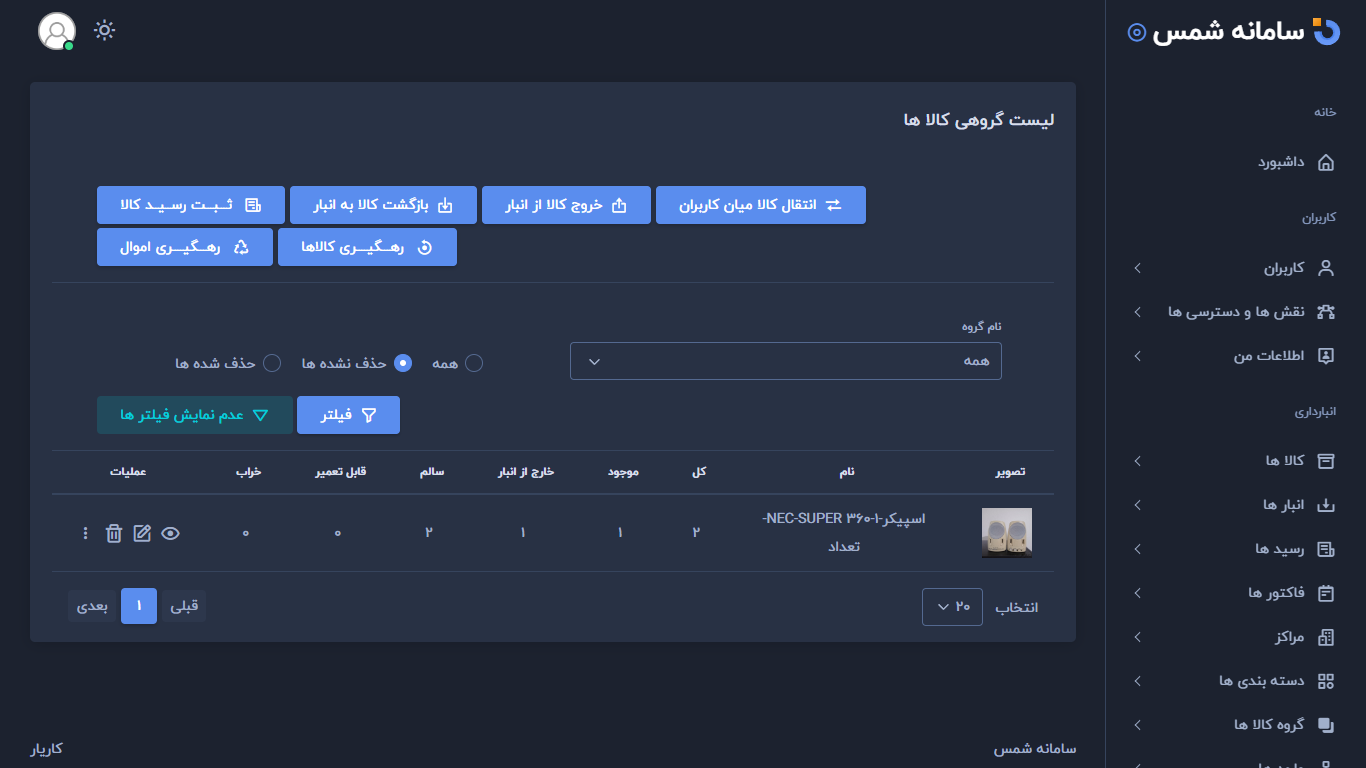 سامانه شمس
خانه
داشبورد
کاربران
کاربران
نقش ها و دسترسی ها
اطلاعات من
انبارداری
کالا ها
انبار ها
رسید ها
فاکتور ها
مراکز
دسته بندی ها
گروه کالا ها
لیست گروهی کالا ها
انتقال کالا میان کاربران
خروج کالا از انبار
بازگشت کالا به انبار
ثـبــت رسـیـد کالا
رهـگیـــری کالاها
رهـگیـــری اموال
نام گروه
همه
همه
حذف نشده ها
حذف شده ها
فیلتر
عدم نمایش فیلتر ها
تصویر نام کل موجود خارج از انبار سالم قابل تعمیر خراب عملیات
اسپیکر-NEC-SUPER ۳۶۰-۱-
تعداد
۲ ۱ ۱ ۲ ۰ ۰
انتخاب ۲۰
قبلی ۱ بعدی
سامانه شمس
کاریار